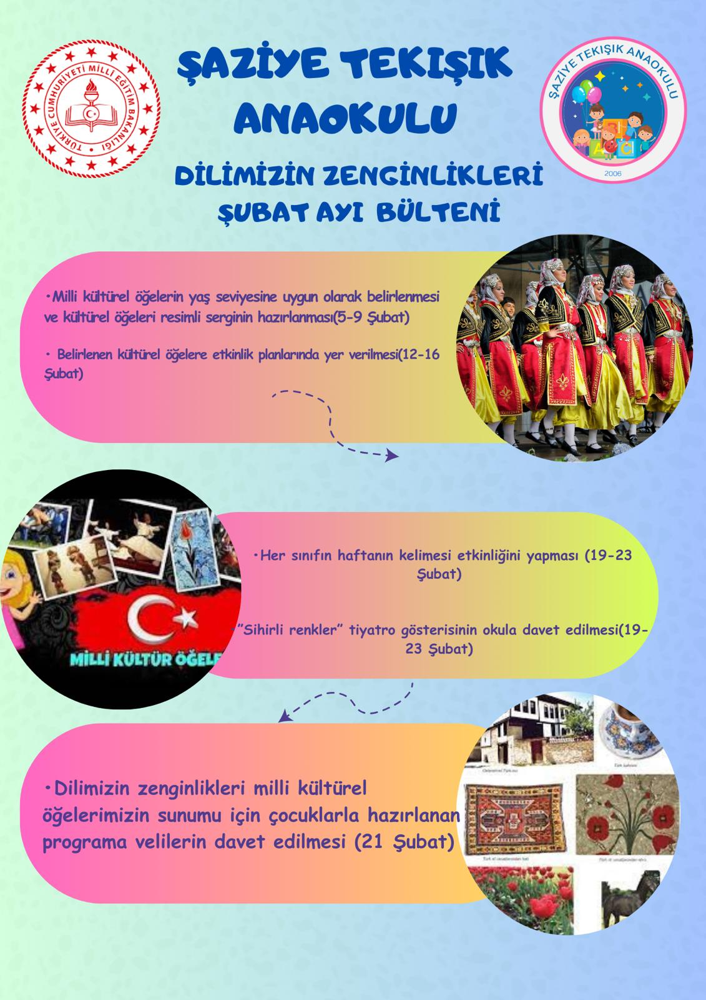 TÜRKİYE CUMHURİYETİ MİLLÎ EĞİTİM BAKANLIĞI
ŞAZİYE TEKIŞIK
ANAOKULU
ŞAZİYE TEKIŞIK ANAOKULU
A B C
2006
DİLİMİZİN ZENGİNLİKLERİ
ŞUBAT AYI BÜLTENİ
•Milli kültürel öğelerin yaş seviyesine uygun olarak belirlenmesi
ve kültürel öğeleri resimli serginin hazırlanması(5-9 Şubat)
• Belirlenen kültürel öğelere etkinlik planlarında yer verilmesi(12-16
Şubat)
MİLLİ KÜLTÜR ÖĞELE
•Her sınıfın haftanın kelimesi etkinliğini yapması (19-23
Şubat)
•”Sihirli renkler” tiyatro gösterisinin okula davet edilmesi(19-
23 Şubat)
•Dilimizin zenginlikleri milli kültürel
öğelerimizin sunumu için çocuklarla hazırlanan
programa velilerin davet edilmesi (21 Şubat)